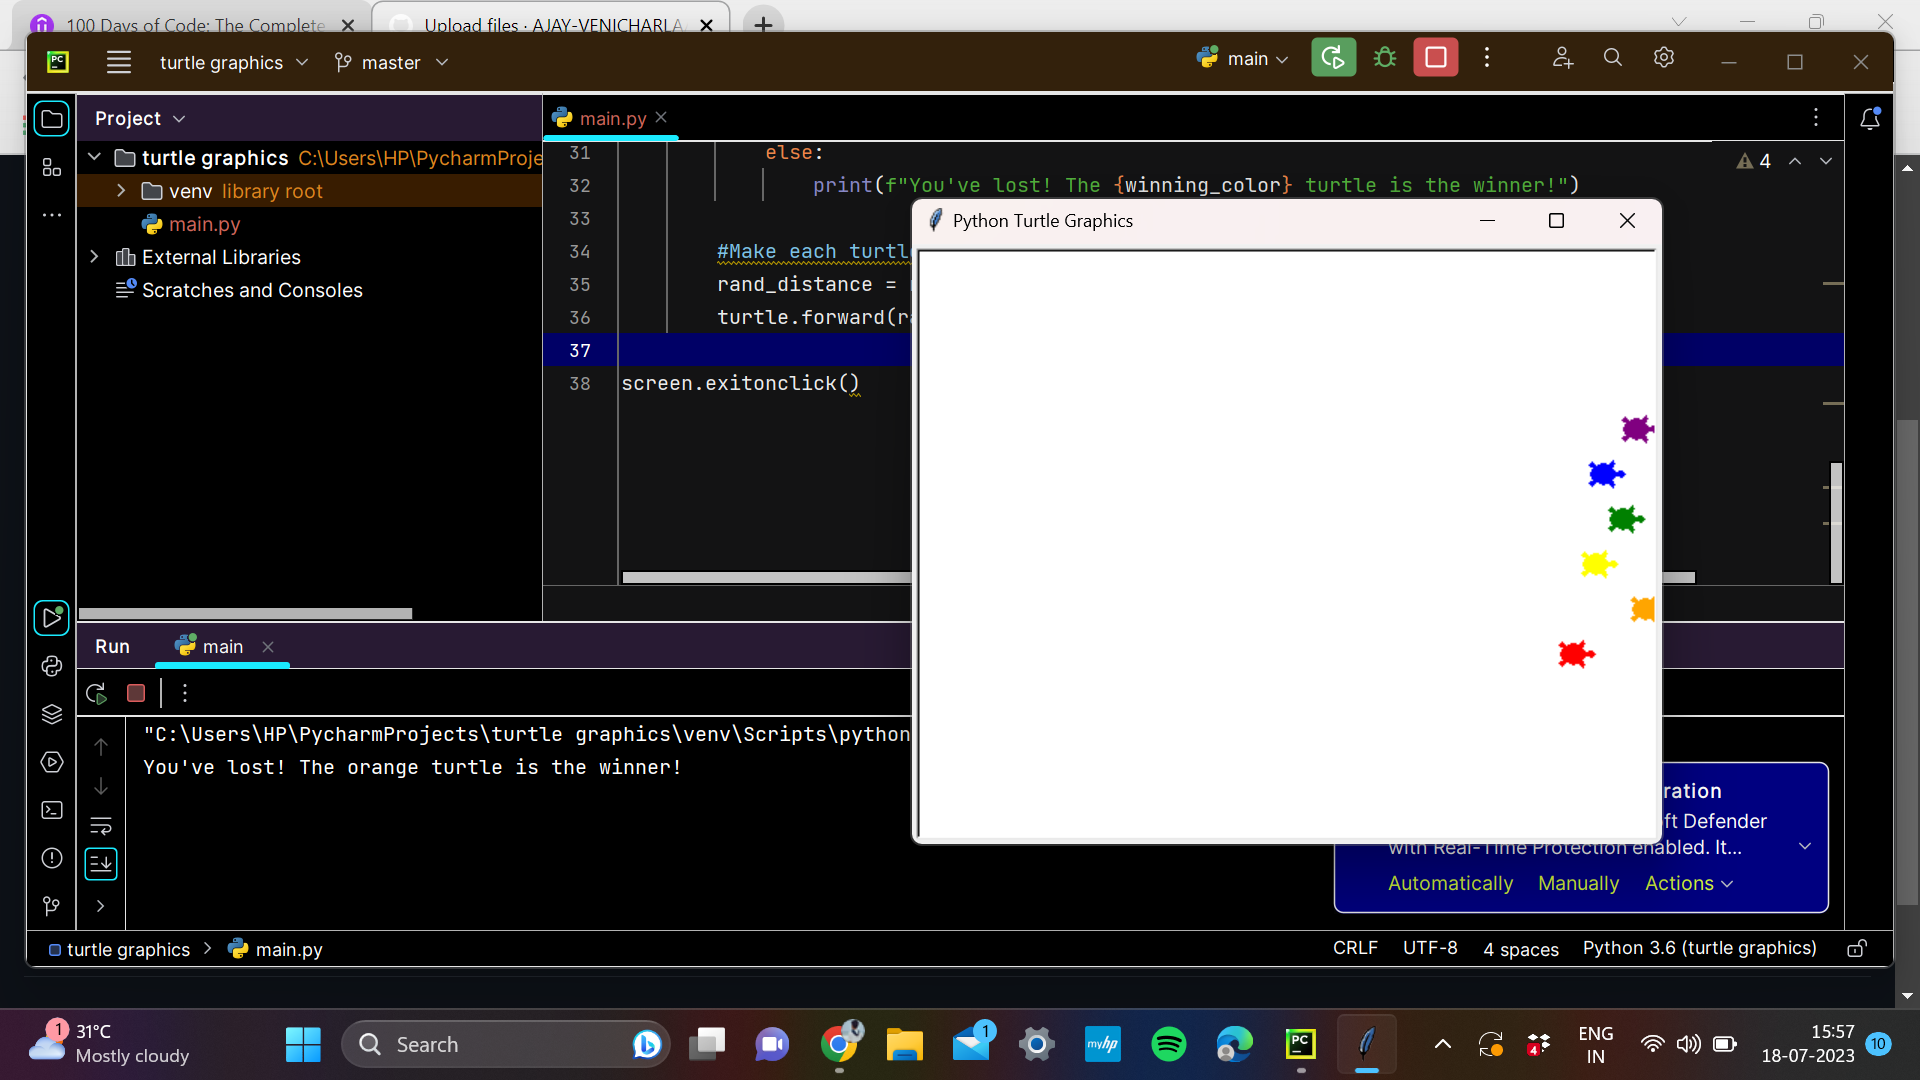 100 Days of Code: The Complete
Upload files · AJAY-VENICHARLA
PC
turtle graphics
master
main
Project
main.py
turtle graphics C:\Users\HP\PycharmProje
venv library root
main.py
External Libraries
Scratches and Consoles
4
31 else:
32 print(f"You've lost! The {winning_color} turtle is the winner!")
33
34 #Make each turtl
35 rand_distance =
36 turtle.forward(ra
37
38 screen.exitonclick()
Python Turtle Graphics
Run main
"C:\Users\HP\PycharmProjects\turtle graphics\venv\Scripts\python
You've lost! The orange turtle is the winner!
ration
ft Defender
with Real-Time Protection enabled. It...
Automatically Manually Actions
turtle graphics > main.py
CRLF UTF-8 4 spaces Python 3.6 (turtle graphics)
1
31°C
Mostly cloudy
Search
1
myhp
PC
4
ENG
IN
15:57
18-07-2023
10